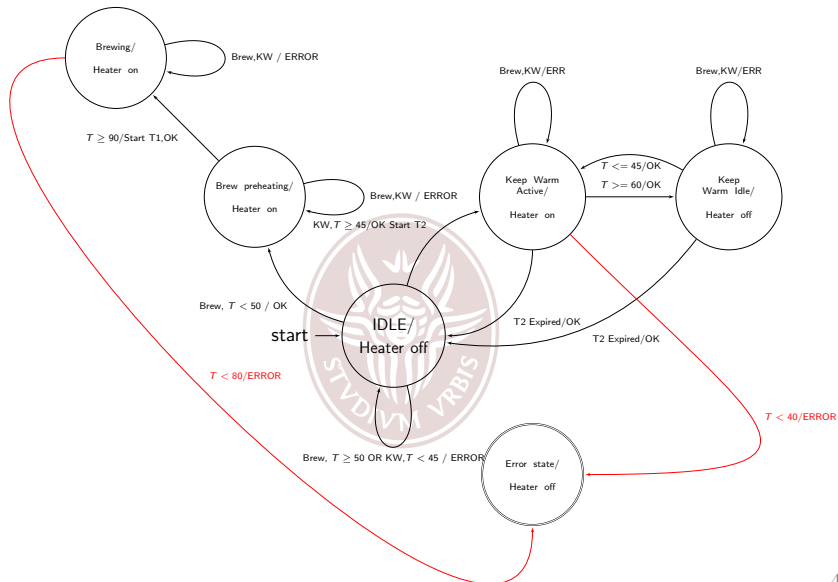 Brewing/
Heater on
Brew,KW / ERROR
Brew,KW/ERR
Brew,KW/ERR
T ≥ 90/Start T1,OK
T <= 45/OK
T >= 60/OK
Keep Warm
Active/
Heater on
Keep
Warm Idle/
Heater off
Brew preheating/
Heater on
Brew,KW / ERROR
KW,T ≥ 45/OK Start T2
Brew, T < 50 / OK
IDLE/
Heater off
start
T2 Expired/OK
T2 Expired/OK
STVDIVM VRBIS
T < 80/ERROR
T < 40/ERROR
Brew, T ≥ 50 OR KW,T < 45 / ERROR
Error state/
Heater off